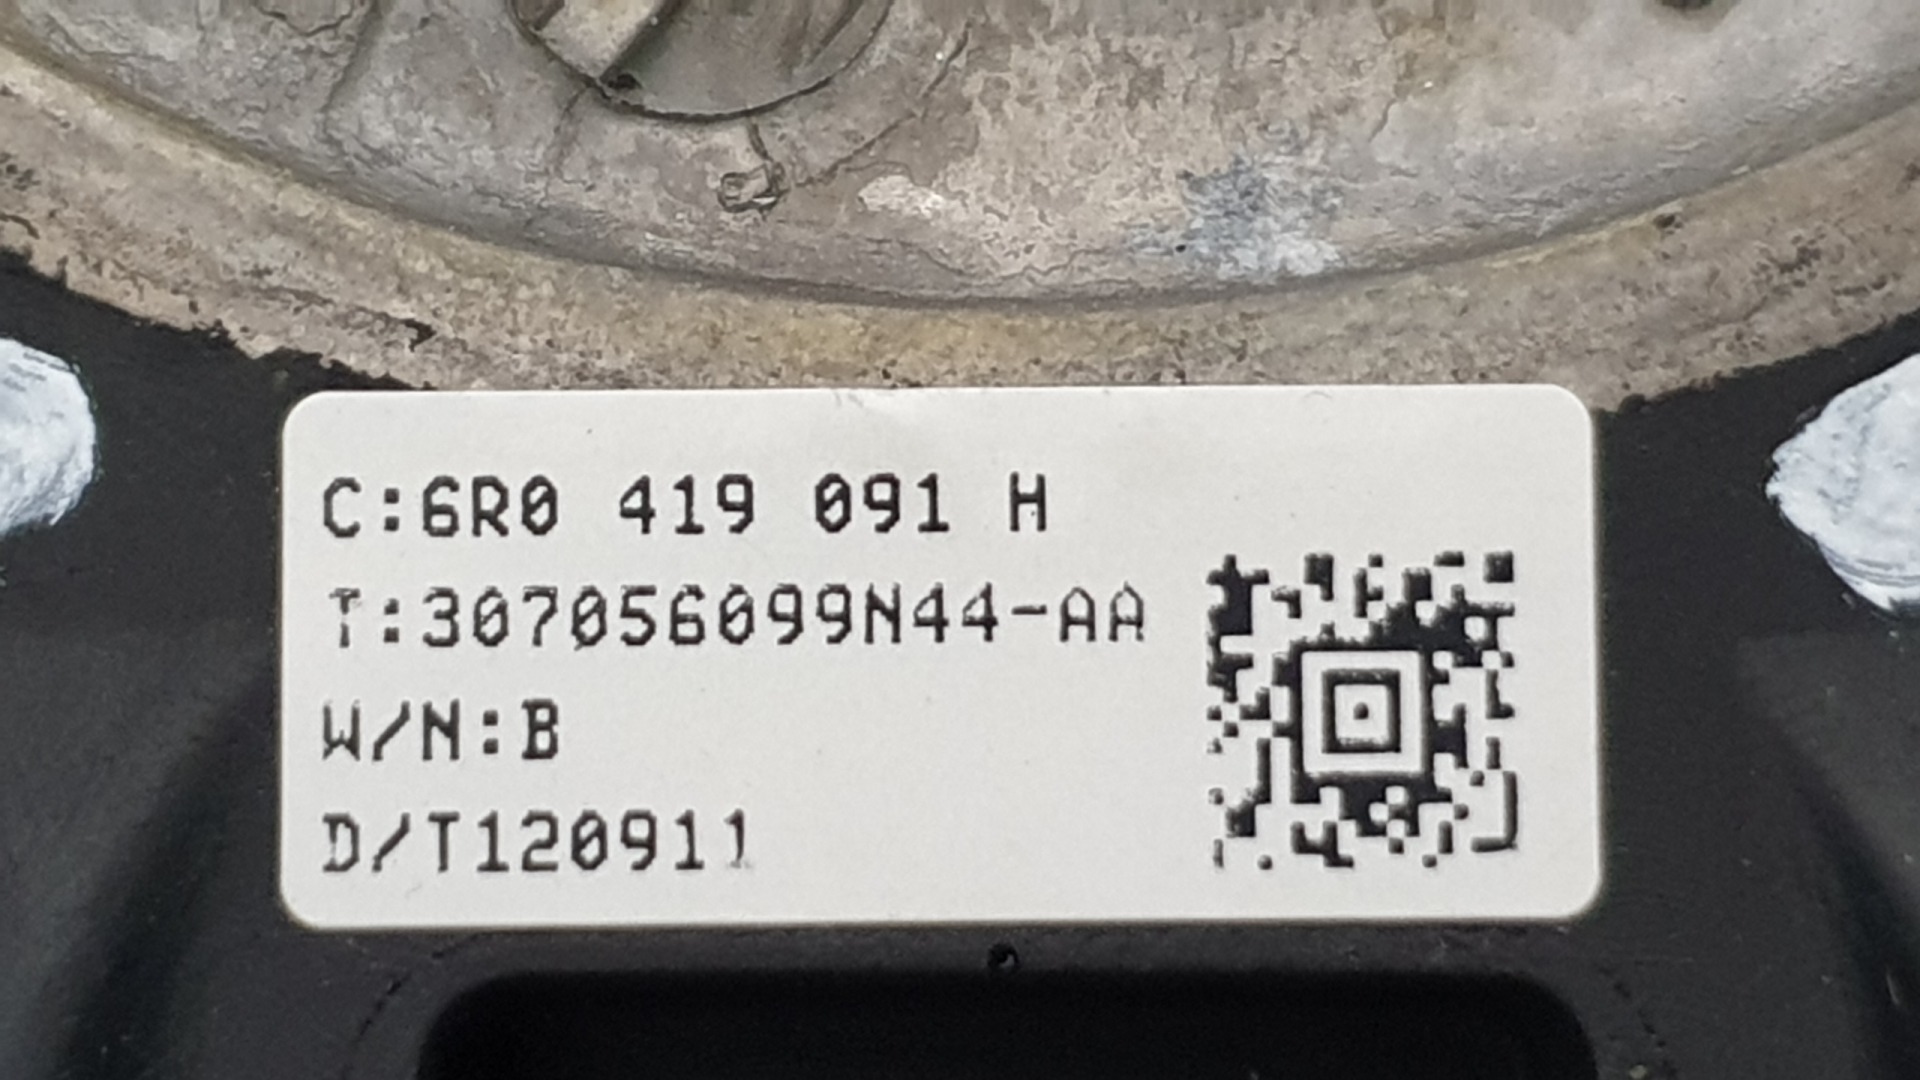 C:6R0 419 091 H
T:307056099N44-AA
W/N:B
D/T120911